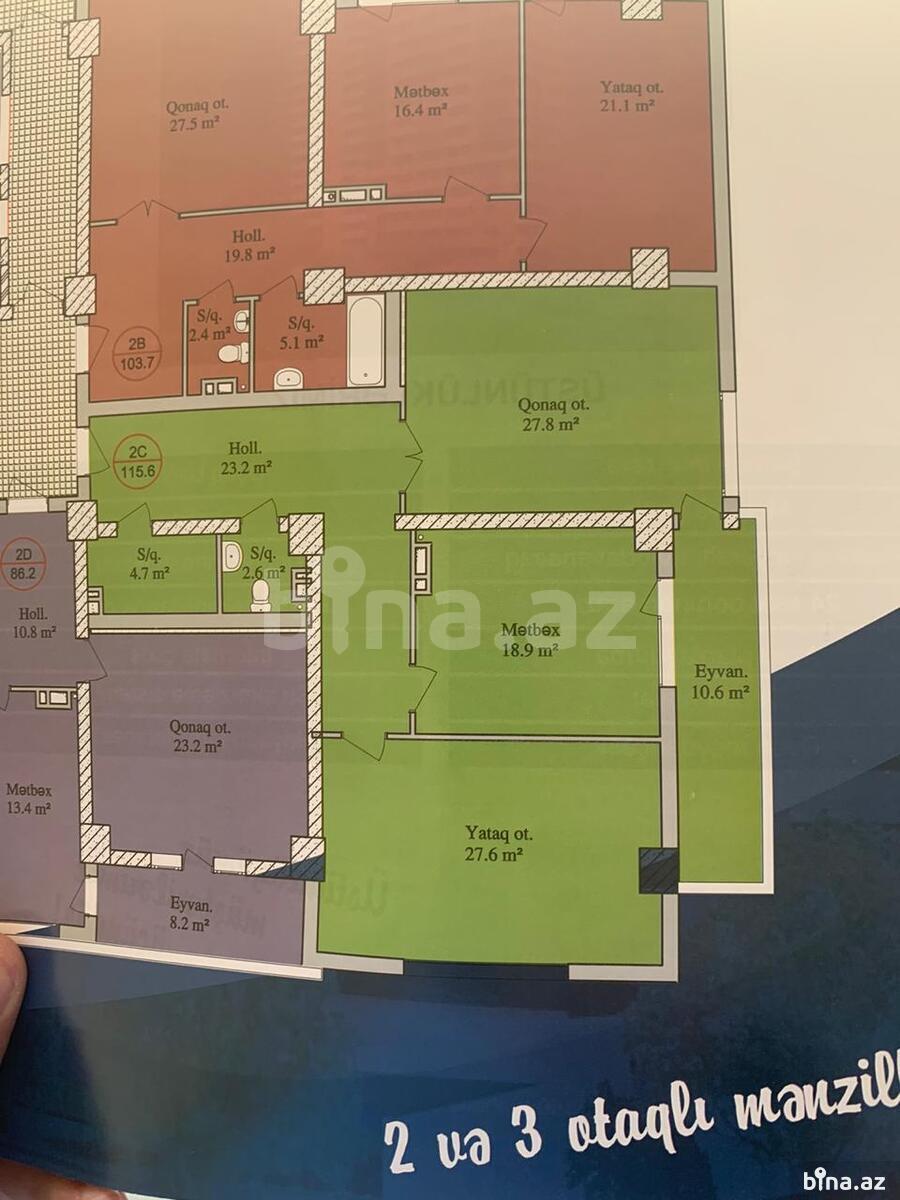 Qonaq ot.
27.5 m²
Mətbəx
16.4 m²
Yataq ot.
21.1 m²
Holl.
19.8 m²
S/q.
2.4 m²
S/q.
5.1 m²
2B
103.7
Qonaq ot.
27.8 m²
Holl.
23.2 m²
2C
115.6
S/q.
4.7 m²
S/q.
2.6 m²
2D
86.2
Holl.
10.8 m²
bina.az
Mətbəx
18.9 m²
Eyvan.
10.6 m²
Qonaq ot.
23.2 m²
Mətbəx
13.4 m²
Yataq ot.
27.6 m²
Eyvan.
8.2 m²
2 və 3 otaqlı mənzill
bina.az